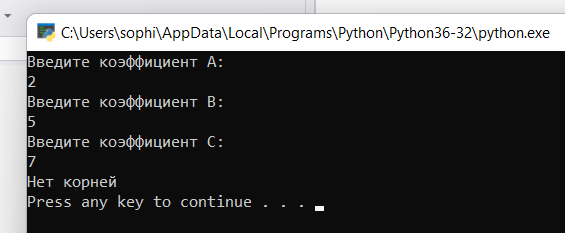 C:\Users\sophi\AppData\Local\Programs\Python\Python36-32\python.exe
Введите коэффициент A:
2
Введите коэффициент B:
5
Введите коэффициент C:
7
Нет корней
Press any key to continue . . .